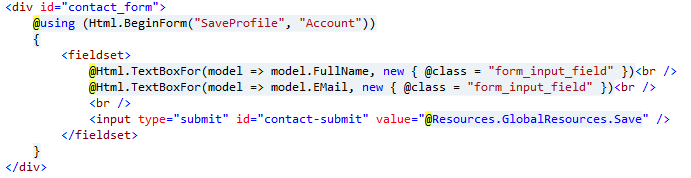 <div id="contact_form">
    @using (Html.BeginForm("SaveProfile", "Account"))
    {
        <fieldset>
            @Html.TextBoxFor(model => model.FullName, new { @class = "form_input_field" })<br />
            @Html.TextBoxFor(model => model.EMail, new { @class = "form_input_field" })<br />
            <br />
            <input type="submit" id="contact-submit" value="@Resources.GlobalResources.Save" />
        </fieldset>
    }
</div>